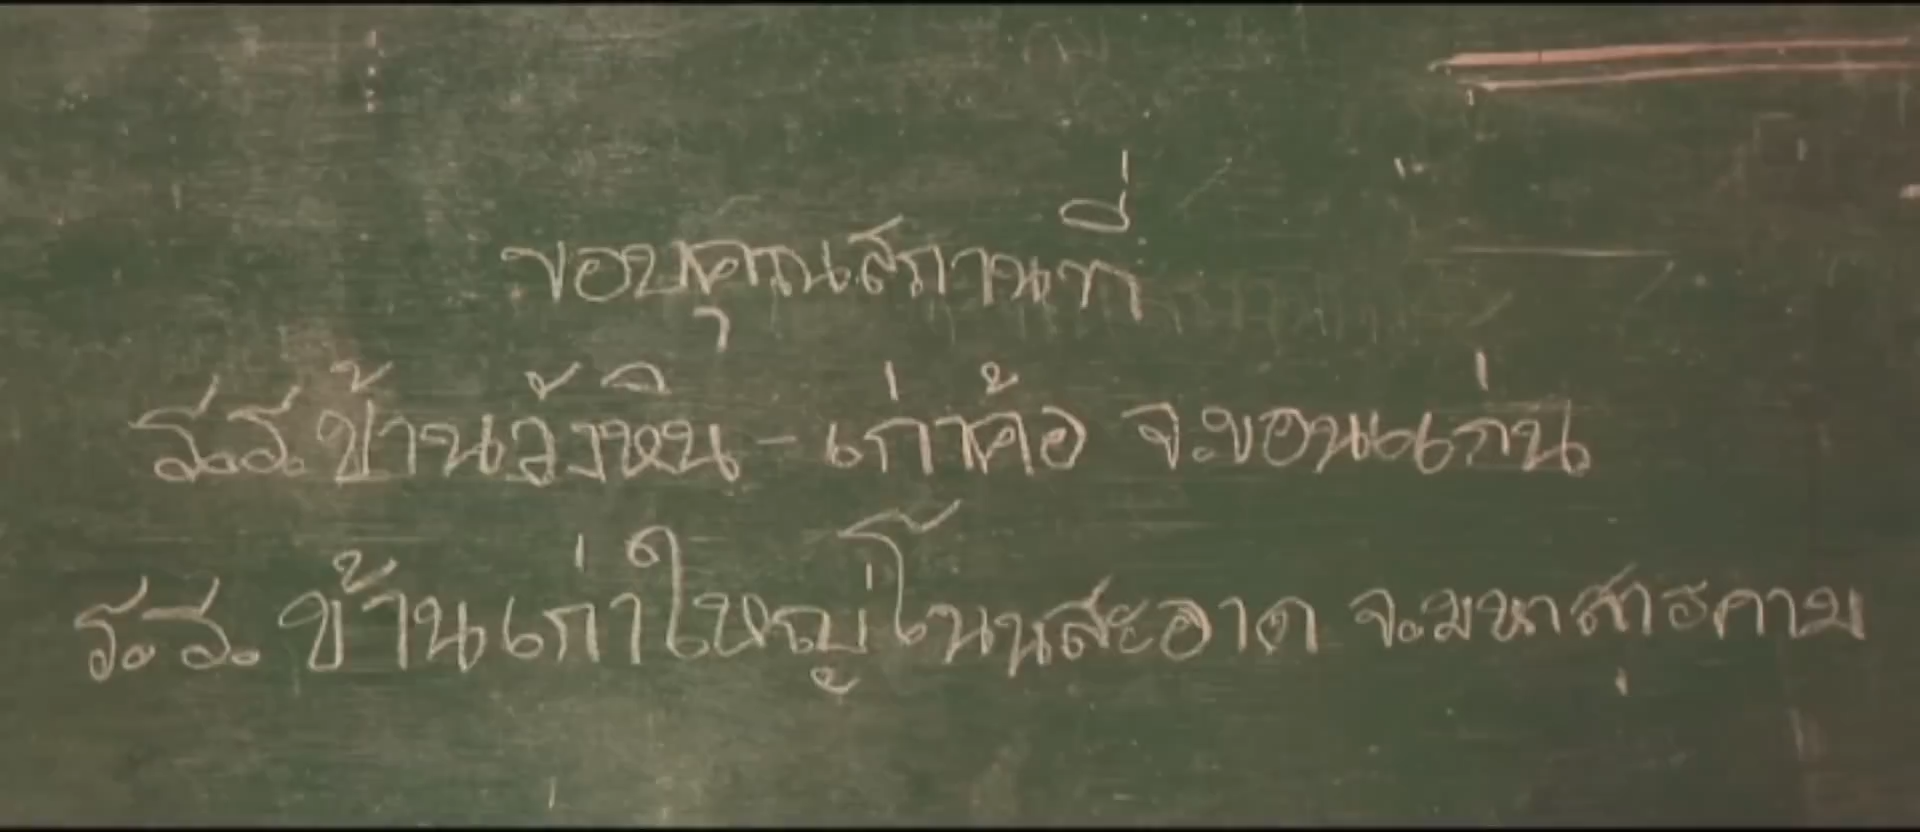 ขอบคุณสถานที่
ร.ร.บ้านวังหิน - เก่าค้อ จ.ขอนแก่น
ร.ร. บ้านเก่าใหญ่โนนสะอาด จ.มหาสารคาม